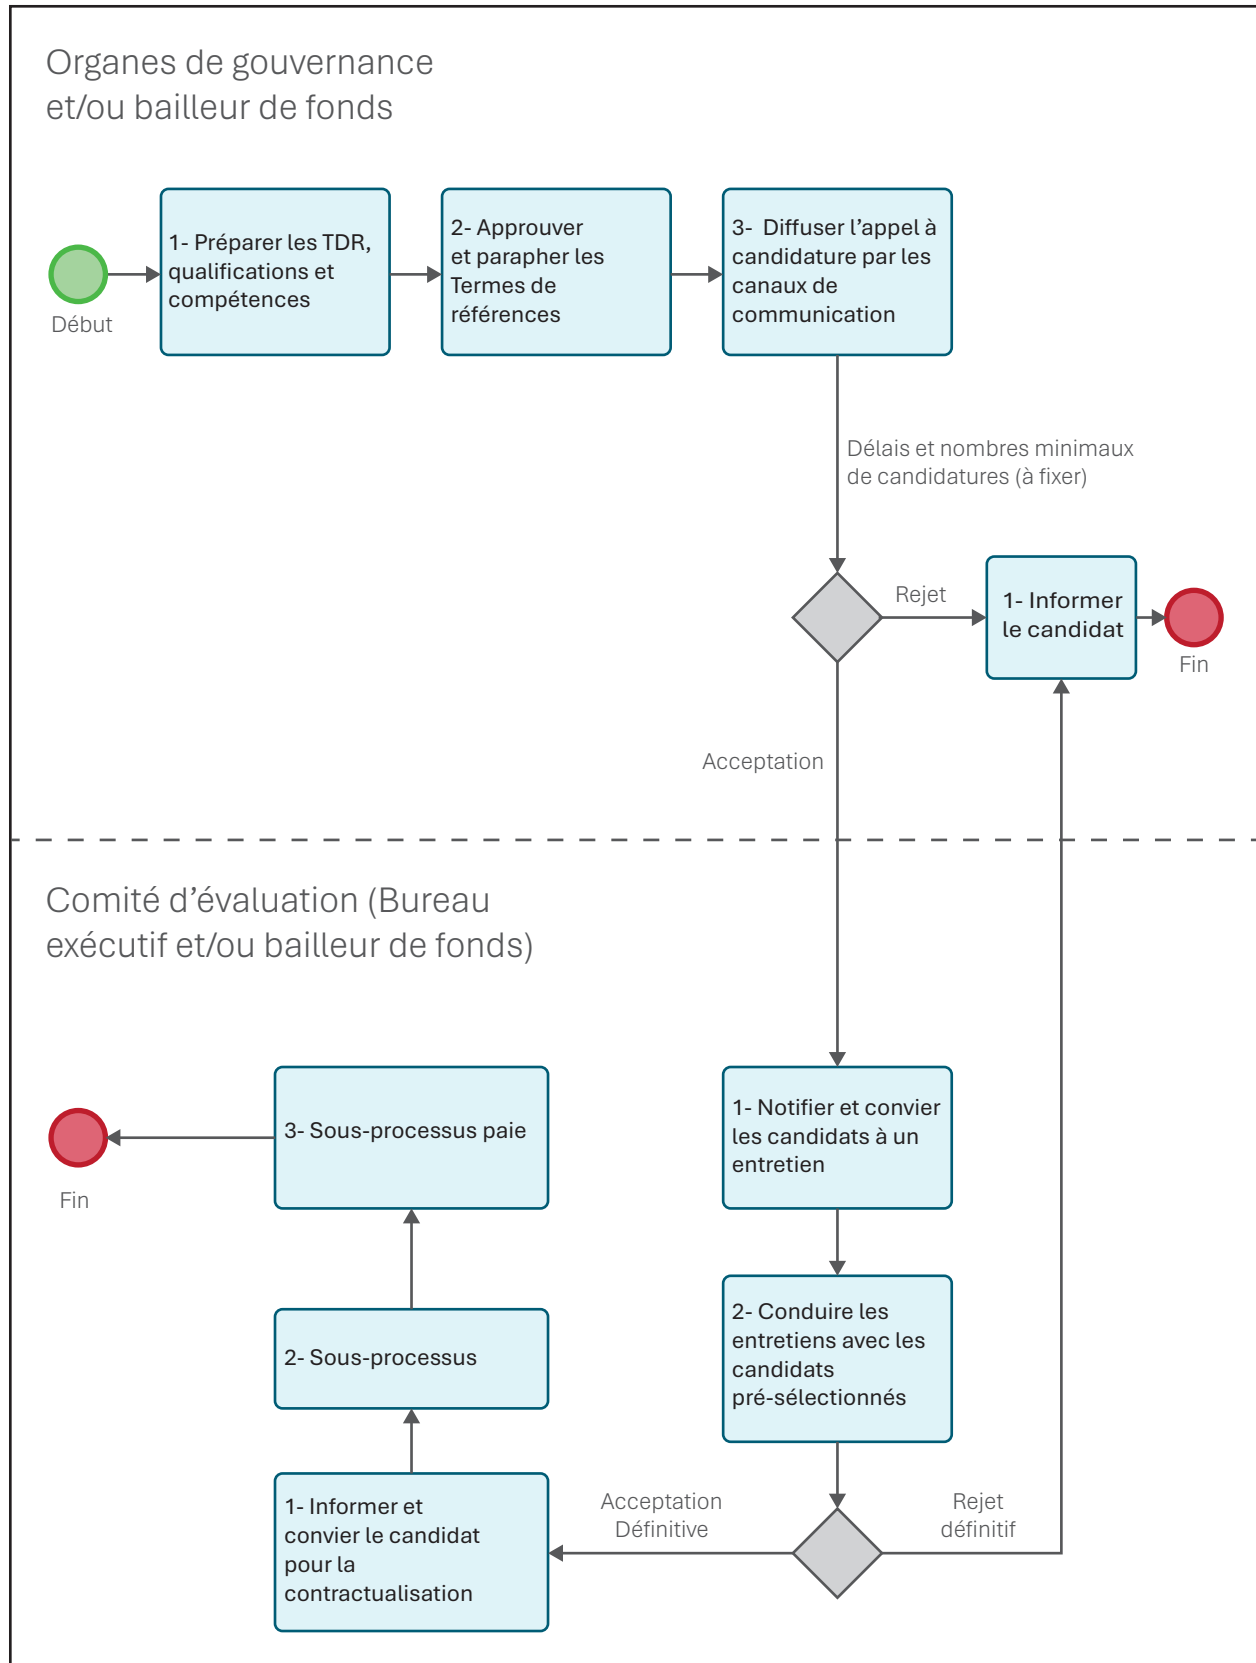 Organes de gouvernance
et/ou bailleur de fonds
1- Préparer les TDR,
qualifications et
compétences
2- Approuver
et parapher les
Termes de
références
3- Diffuser l’appel à
candidature par les
canaux de
communication
Début
Délais et nombres minimaux
de candidatures (à fixer)
Rejet
1- Informer
le candidat
Fin
Acceptation
Comité d’évaluation (Bureau
exécutif et/ou bailleur de fonds)
3- Sous-processus paie
Fin
1- Notifier et convier
les candidats à un
entretien
2- Sous-processus
2- Conduire les
entretiens avec les
candidats
pré-sélectionnés
1- Informer et
convier le candidat
pour la
contractualisation
Acceptation
Définitive
Rejet
définitif